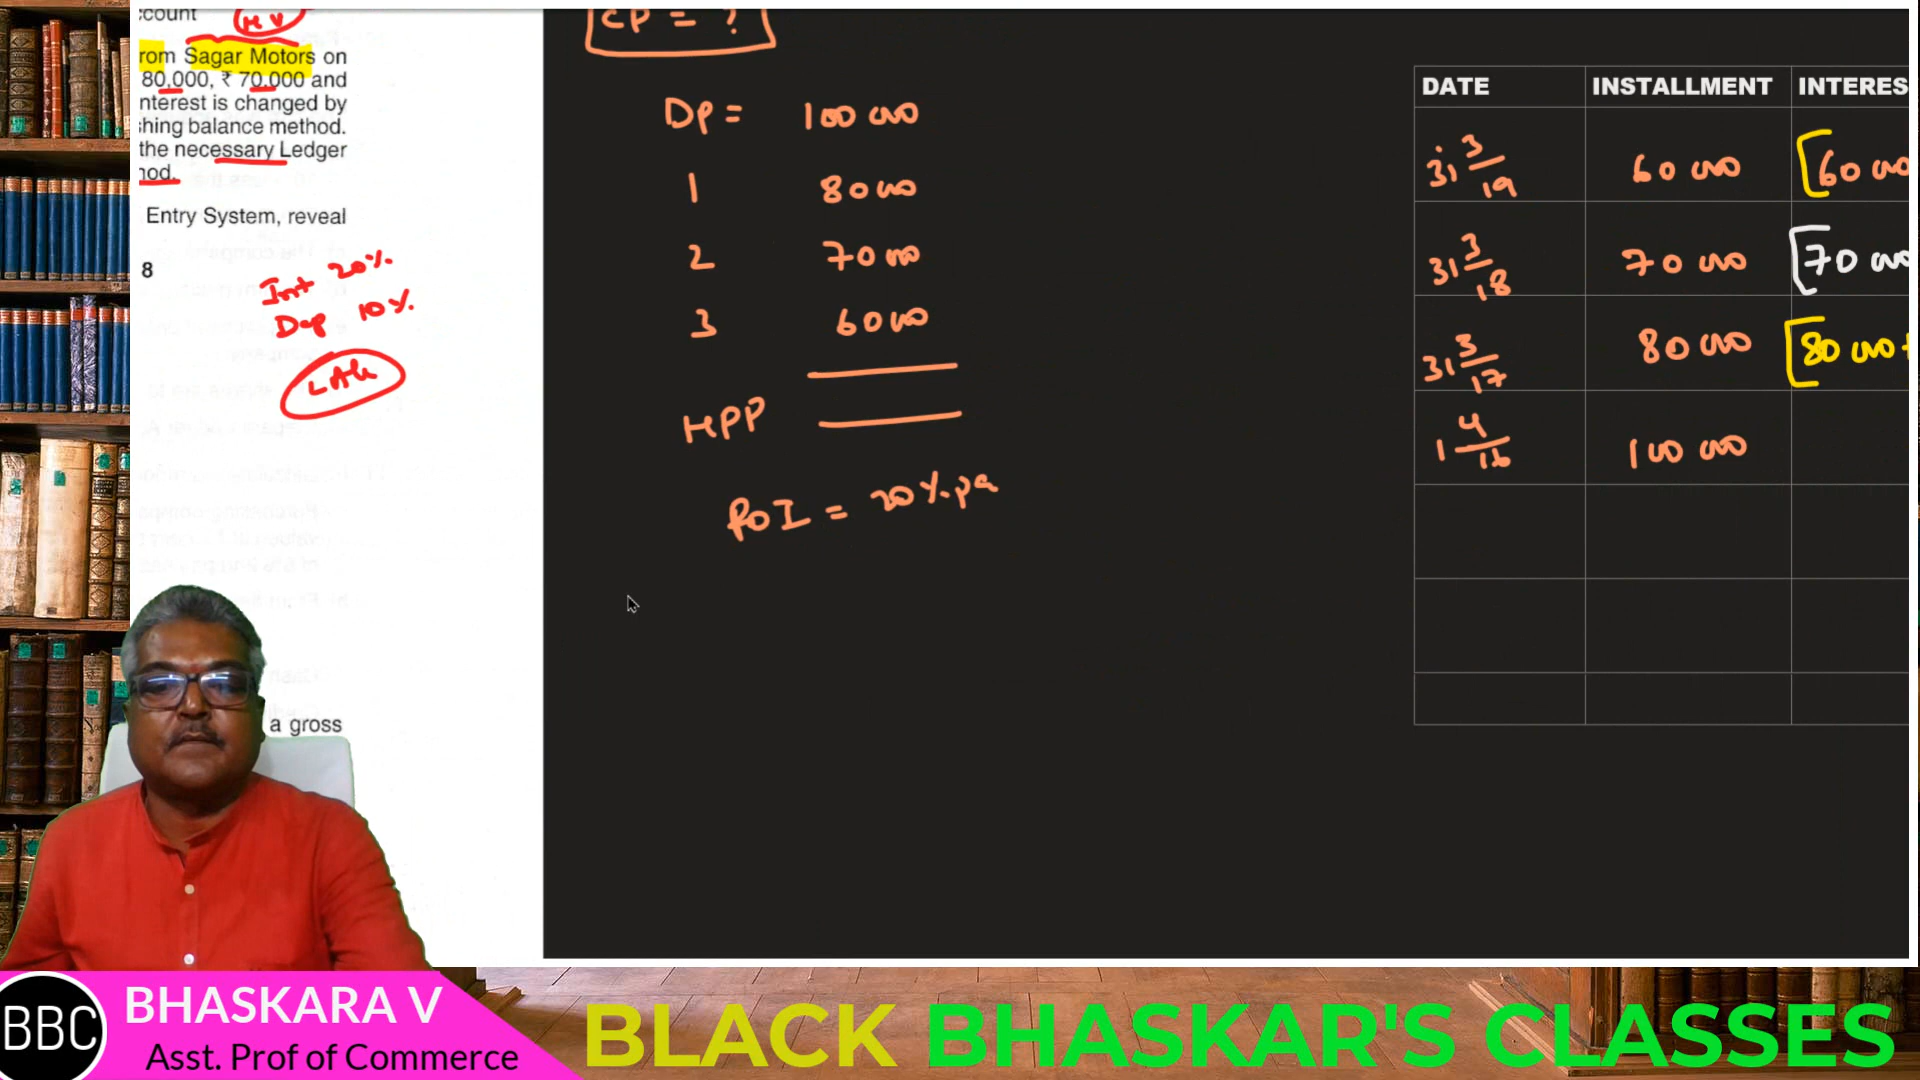 ccount
H V
rom Sagar Motors on
80,000, ₹ 70,000 and
nterest is changed by
shing balance method.
the necessary Ledger
hod.
Entry System, reveal
8
Int 20%
Dep 10%
a gross
CP = ?
DP = 100 000
1 80 000
2 70 000
3 60 000
HPP
ROI = 20%.pa
DATE INSTALLMENT INTERES
31 3/19 60 000 [60 000
31 3/18 70 000 [70 000
31 3/17 80 000 [80 000+
1 4/16 100 000
BBC
BHASKARA V
Asst. Prof of Commerce
BLACK BHASKAR'S CLASSES